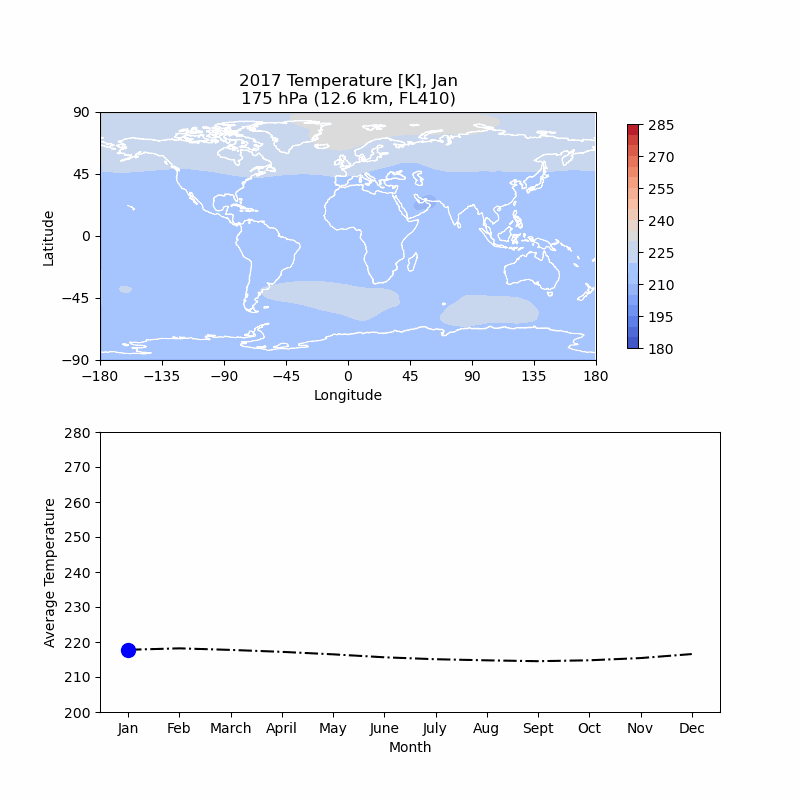 2017 Temperature [K], Jan
175 hPa (12.6 km, FL410)
90
45
0
−45
−90
Latitude
−180 −135 −90 −45 0 45 90 135 180
Longitude
285
270
255
240
225
210
195
180
280
270
260
250
240
230
220
210
200
Average Temperature
Jan Feb March April May June July Aug Sept Oct Nov Dec
Month